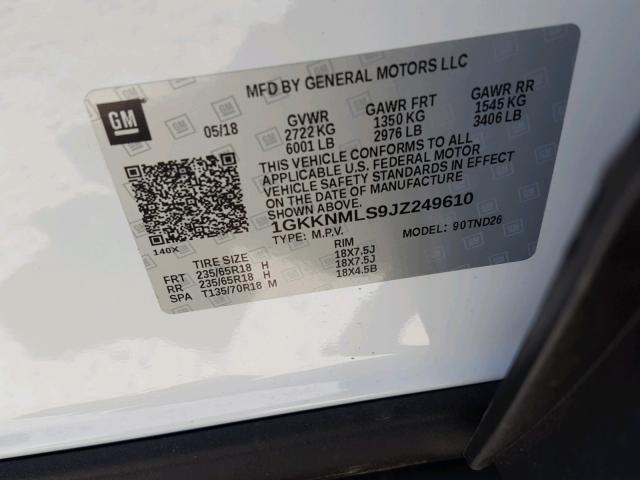 GM
MFD BY GENERAL MOTORS LLC
05/18 GVWR GAWR FRT GAWR RR
2722 KG 1350 KG 1545 KG
6001 LB 2976 LB 3406 LB
THIS VEHICLE CONFORMS TO ALL
APPLICABLE U.S. FEDERAL MOTOR
VEHICLE SAFETY STANDARDS IN EFFECT
ON THE DATE OF MANUFACTURE
SHOWN ABOVE.
1GKKNMLS9JZ249610
TYPE: M.P.V. MODEL: 90TND26
140X
TIRE SIZE RIM
FRT 235/65R18 H 18X7.5J
RR 235/65R18 H 18X7.5J
SPA T135/70R18 M 18X4.5B